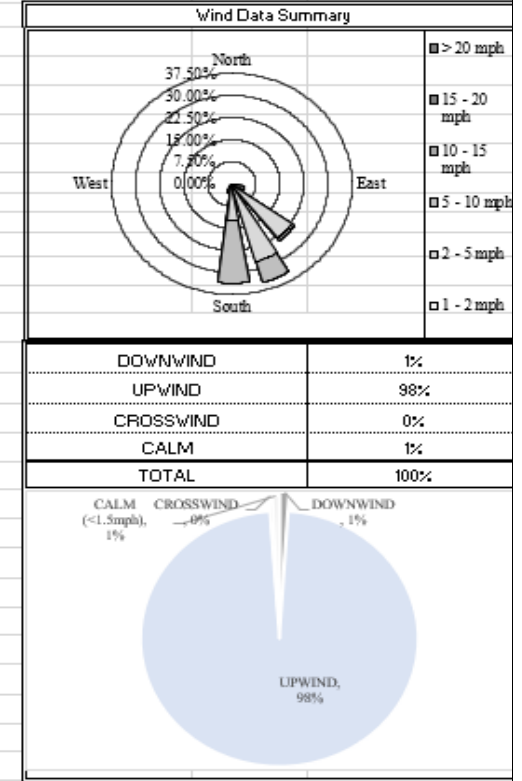 Wind Data Summary
North
37.50%
30.00%
22.50%
15.00%
7.50%
0.00%
West
East
South
> 20 mph
15 - 20
mph
10 - 15
mph
5 - 10 mph
2 - 5 mph
1 - 2 mph
DOWNWIND 1%
UPWIND 98%
CROSSWIND 0%
CALM 1%
TOTAL 100%
CALM
(<1.5mph),
1%
CROSSWIND
, 0%
DOWNWIND
, 1%
UPWIND,
98%